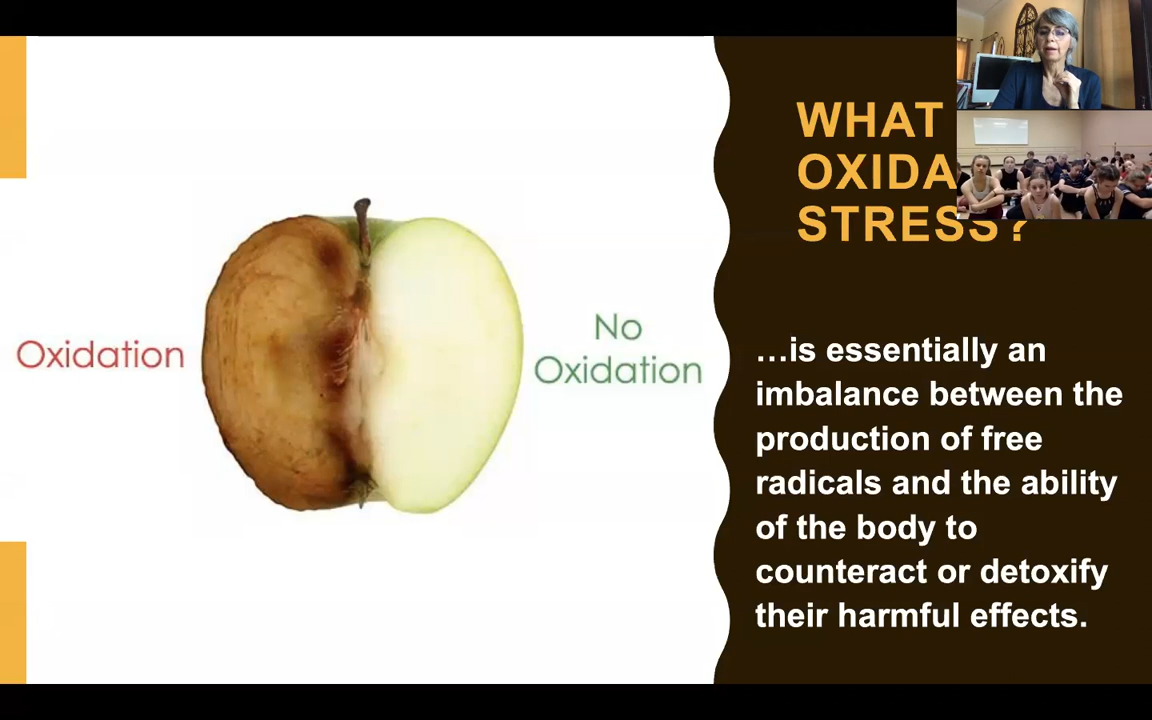 WHAT
OXIDA
STRESS?
Oxidation
No
Oxidation
...is essentially an
imbalance between the
production of free
radicals and the ability
of the body to
counteract or detoxify
their harmful effects.